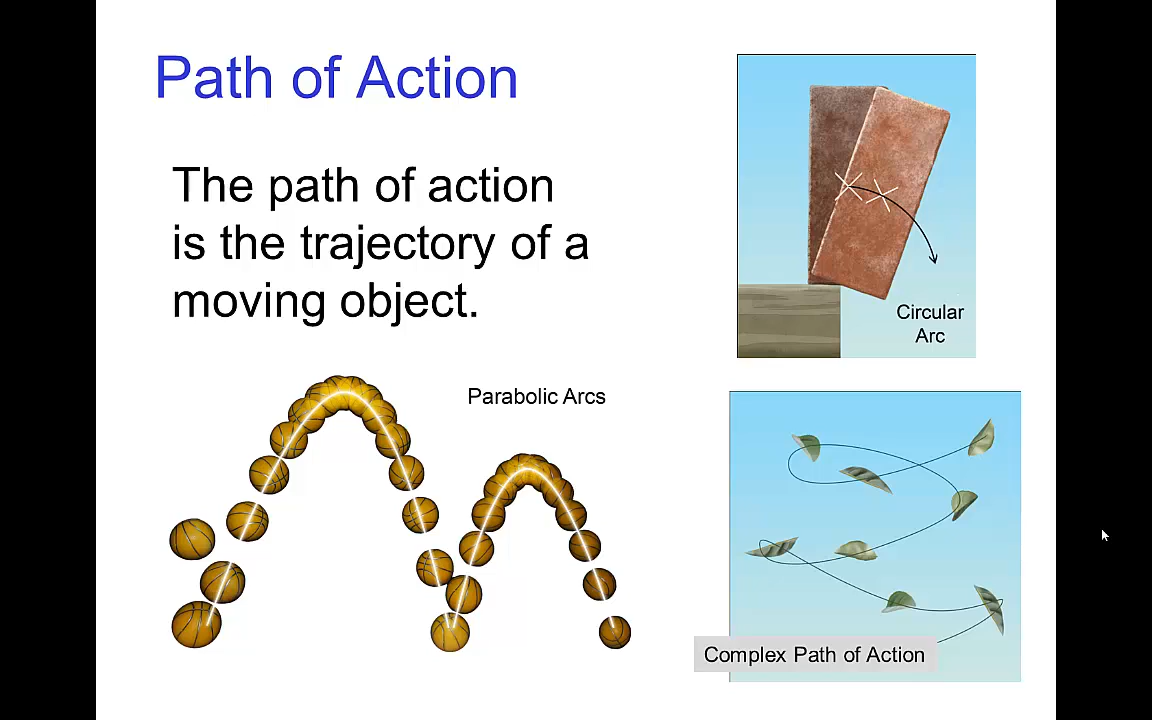 Path of Action
The path of action
is the trajectory of a
moving object.
Circular
Arc
Parabolic Arcs
Complex Path of Action